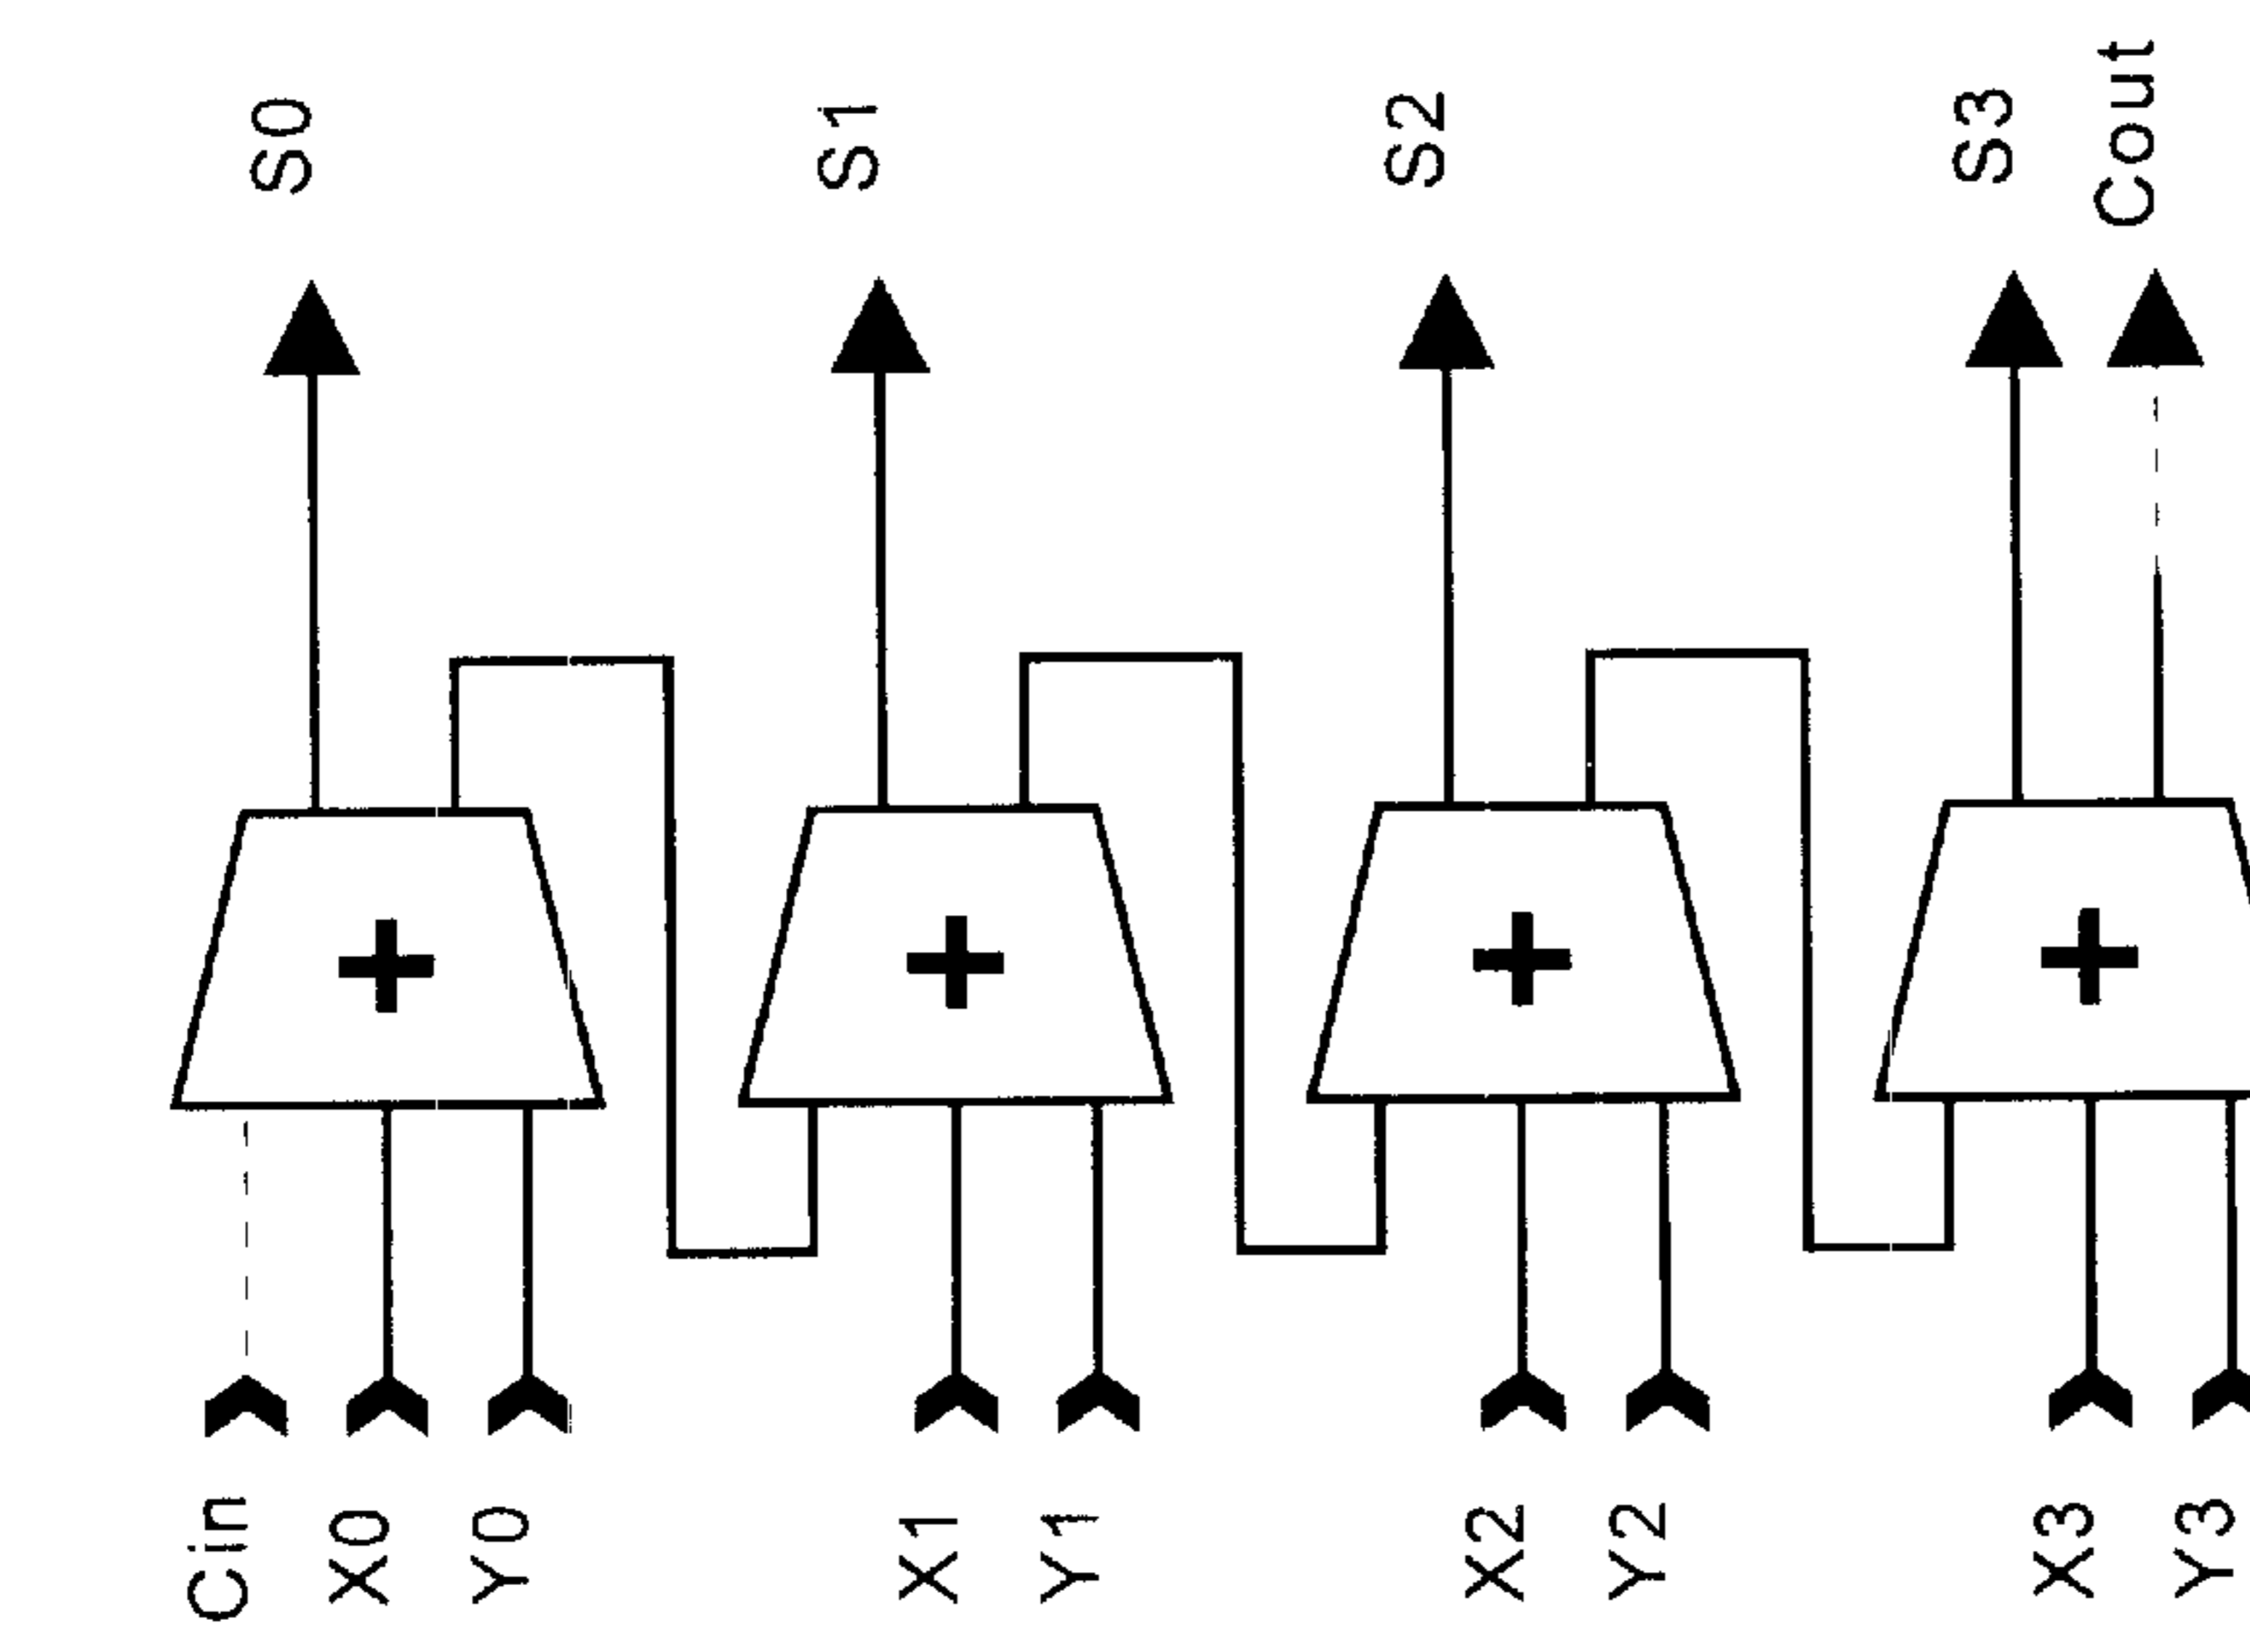 S0
S1
S2
S3
Cout
+
+
+
+
Cin
X0
Y0
X1
Y1
X2
Y2
X3
Y3